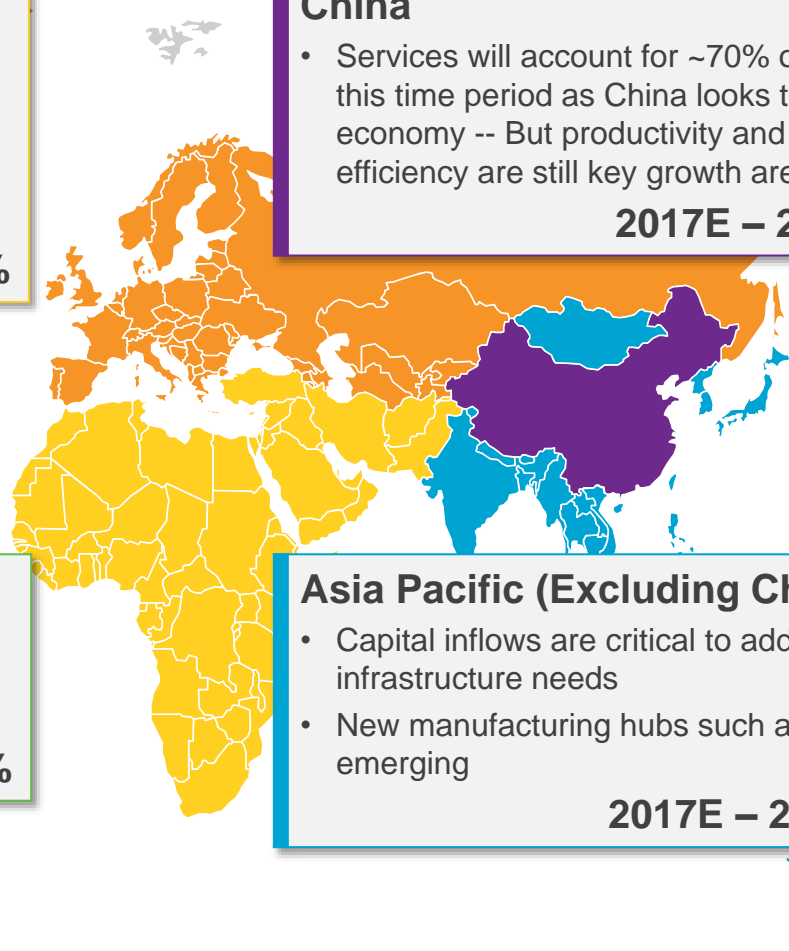 China
• Services will account for ~70% o
this time period as China looks t
economy -- But productivity and
efficiency are still key growth are
2017E – 2
%
Asia Pacific (Excluding Ch
• Capital inflows are critical to add
infrastructure needs
• New manufacturing hubs such a
emerging
%
2017E – 2